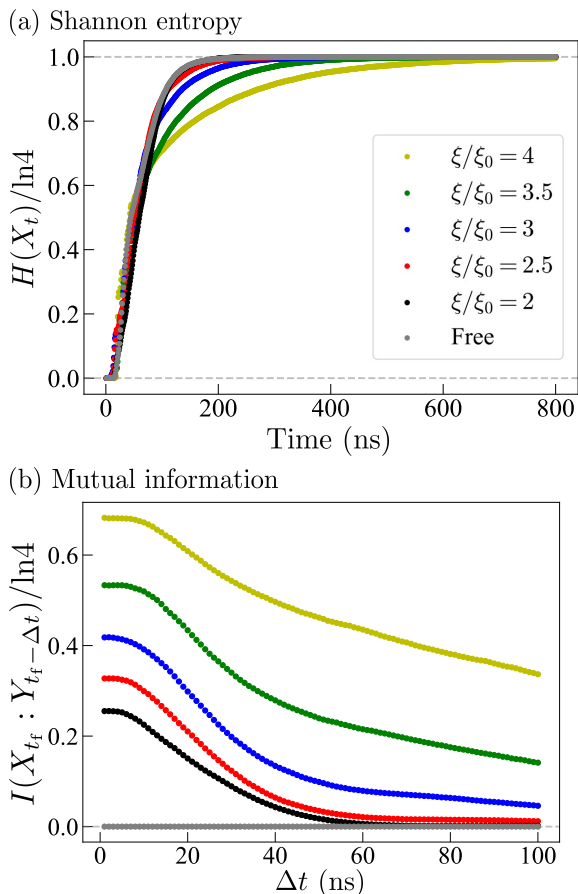 (a) Shannon entropy
1.0
0.8
0.6
0.4
0.2
0.0
H(X_t)/ln4
ξ/ξ_0 = 4
ξ/ξ_0 = 3.5
ξ/ξ_0 = 3
ξ/ξ_0 = 2.5
ξ/ξ_0 = 2
Free
0 200 400 600 800
Time (ns)
(b) Mutual information
0.6
0.4
0.2
0.0
I(X_{t_f} : Y_{t_f−Δt})/ln4
0 20 40 60 80 100
Δt (ns)